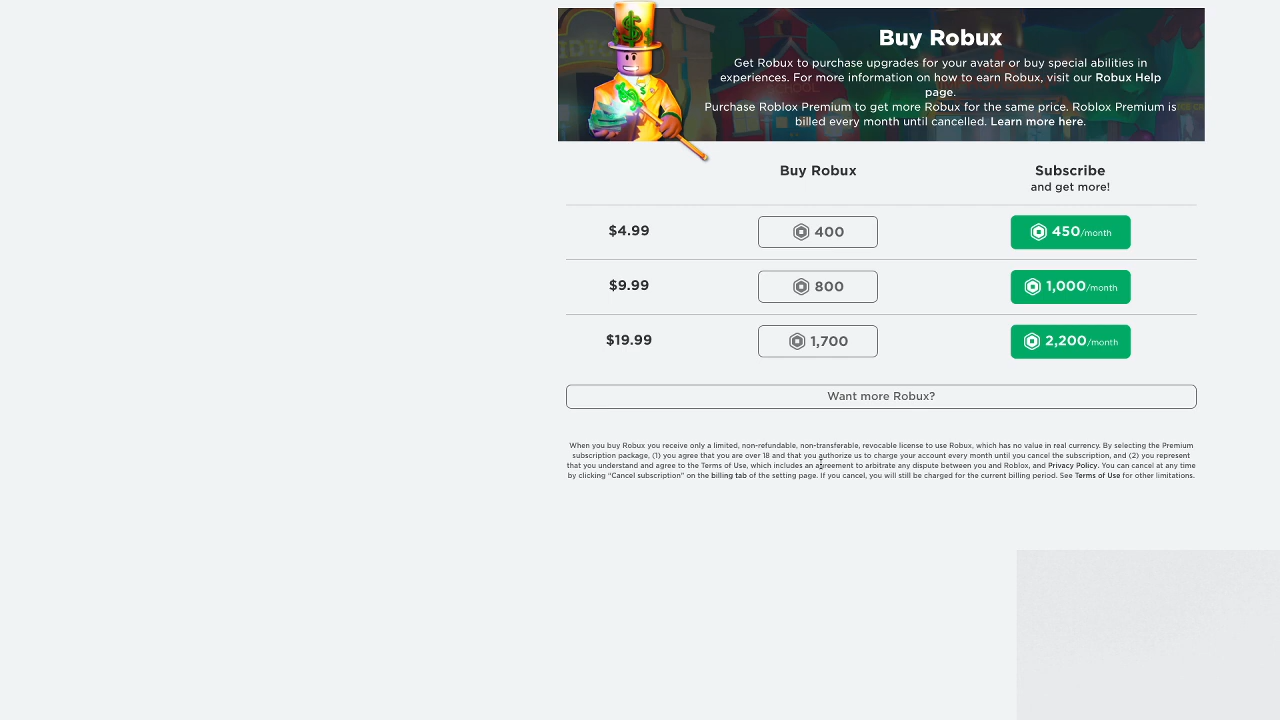 Buy Robux
Get Robux to purchase upgrades for your avatar or buy special abilities in
experiences. For more information on how to earn Robux, visit our Robux Help
page.
Purchase Roblox Premium to get more Robux for the same price. Roblox Premium is
billed every month until cancelled. Learn more here.
Buy Robux
Subscribe
and get more!
$4.99
400
450/month
$9.99
800
1,000/month
$19.99
1,700
2,200/month
Want more Robux?
When you buy Robux you receive only a limited, non-refundable, non-transferable, revocable license to use Robux, which has no value in real currency. By selecting the Premium
subscription package, (1) you agree that you are over 18 and that you authorize us to charge your account every month until you cancel the subscription, and (2) you represent
that you understand and agree to the Terms of Use, which includes an agreement to arbitrate any dispute between you and Roblox, and Privacy Policy. You can cancel at any time
by clicking “Cancel subscription” on the billing tab of the setting page. If you cancel, you will still be charged for the current billing period. See Terms of Use for other limitations.